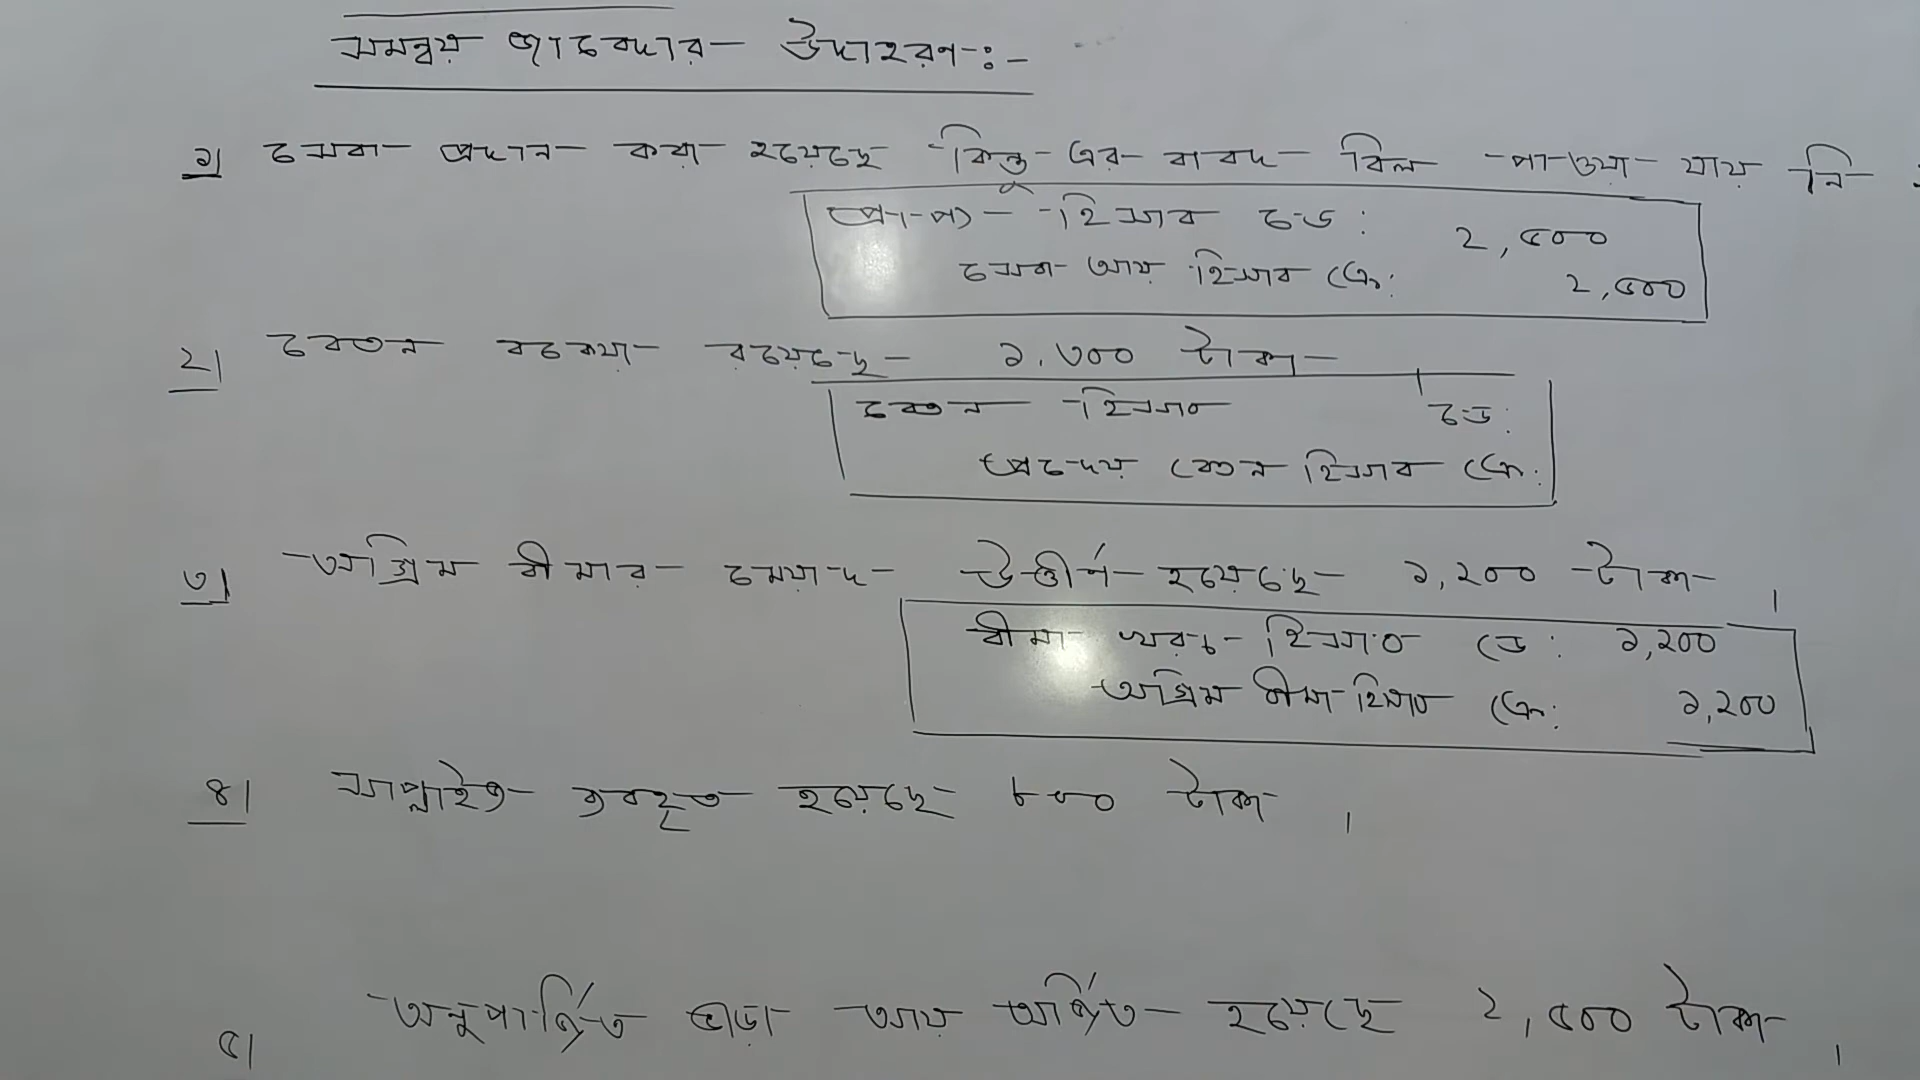 সমন্বয় জাবেদার উদাহরণ:-
১। সেবা প্রদান করা হয়েছে কিন্তু এর বাবদ বিল পাওয়া যায় নি
প্রাপ্য হিসাব ডে: ২,৫০০
সেবা আয় হিসাব ক্রে: ২,৫০০
২। বেতন বকেয়া রয়েছে ১,৩০০ টাকা
বেতন হিসাব ডে:
প্রদেয় বেতন হিসাব ক্রে:
৩। অগ্রিম বীমার মেয়াদ উত্তীর্ণ হয়েছে ১,২০০ টাকা ।
বীমা খরচ হিসাব ডে: ১,২০০
অগ্রিম বীমা হিসাব ক্রে: ১,২০০
৪। সাপ্লাইজ ব্যবহৃত হয়েছে ৮০০ টাকা ।
৫। অনুপার্জিত ভাড়া আয় অর্জিত হয়েছে ২,৫০০ টাকা ।